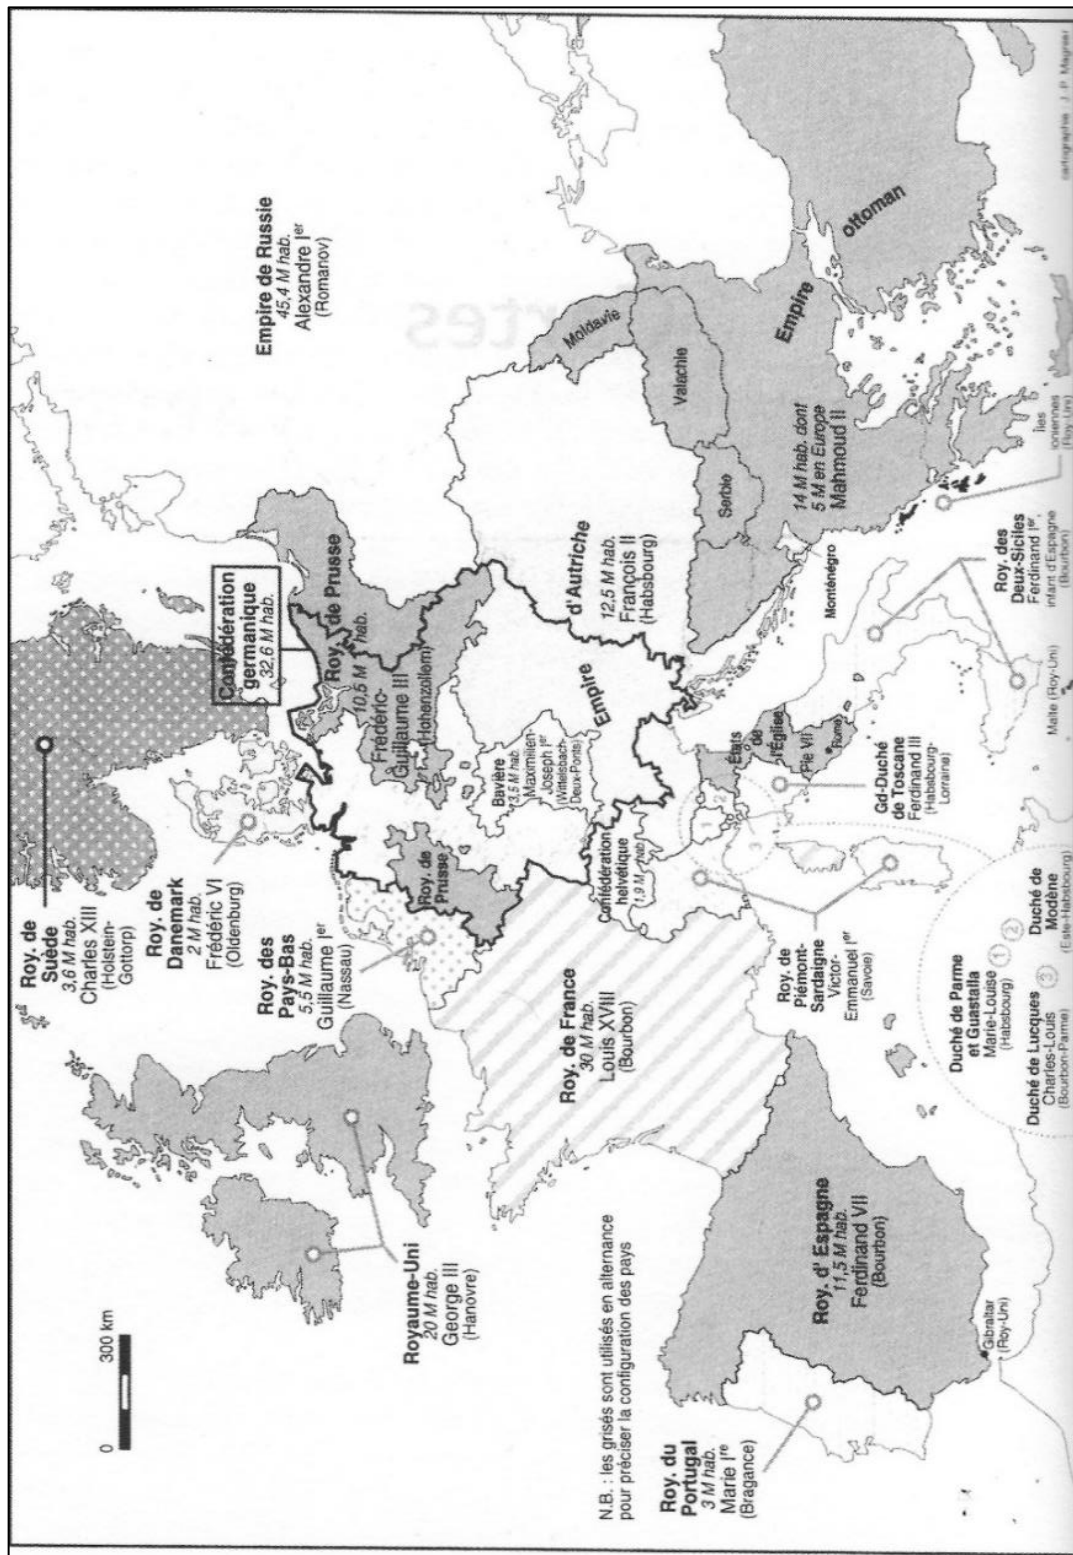 0 300 km
Roy. de
Suède
3,6 M hab.
Charles XIII
(Holstein-
Gottorp)
Roy. de
Danemark
2 M hab.
Frédéric VI
(Oldenburg)
Confédération
germanique
32,6 M hab.
Empire de Russie
45,4 M hab.
Alexandre Ier
(Romanov)
Royaume-Uni
20 M hab.
George III
(Hanovre)
Roy. des
Pays-Bas
5,5 M hab.
Guillaume Ier
(Nassau)
Roy. de
Prusse
Roy. de Prusse
10,5 M hab.
Frédéric-
Guillaume III
(Hohenzollern)
Roy. de France
30 M hab.
Louis XVIII
(Bourbon)
Bavière
3,5 M hab.
Maximilien-
Joseph Ier
(Wittelsbach-
Deux-Ponts)
Empire
d'Autriche
12,5 M hab.
François II
(Habsbourg)
Moldavie
Valachie
Serbie
Confédération
helvétique
1,9 M hab.
N.B. : les grisés sont utilisés en alternance
pour préciser la configuration des pays
Roy. du
Portugal
3 M hab.
Marie Ire
(Bragance)
Roy. d'Espagne
11,5 M hab.
Ferdinand VII
(Bourbon)
Gibraltar
(Roy-Uni)
Roy. de
Piémont-
Sardaigne
Victor-
Emmanuel Ier
(Savoie)
1
2
3
États
de
l'Église
Pie VII
Rome
Gd-Duché
de Toscane
Ferdinand III
(Habsbourg-
Lorraine)
Monténégro
14 M hab. dont
5 M en Europe
Mahmoud II
Empire
ottoman
Duché de Parme
et Guastalla
Marie-Louise 1
(Habsbourg)
Duché de Lucques
Charles-Louis 3
(Bourbon-Parme)
2 Duché de
Modène
(Este-Habsbourg)
Malte (Roy-Uni)
Roy. des
Deux-Siciles
Ferdinand Ier,
infant d'Espagne
(Bourbon)
Îles
ioniennes
(Roy-Uni)
cartographie : J. P. Magnier